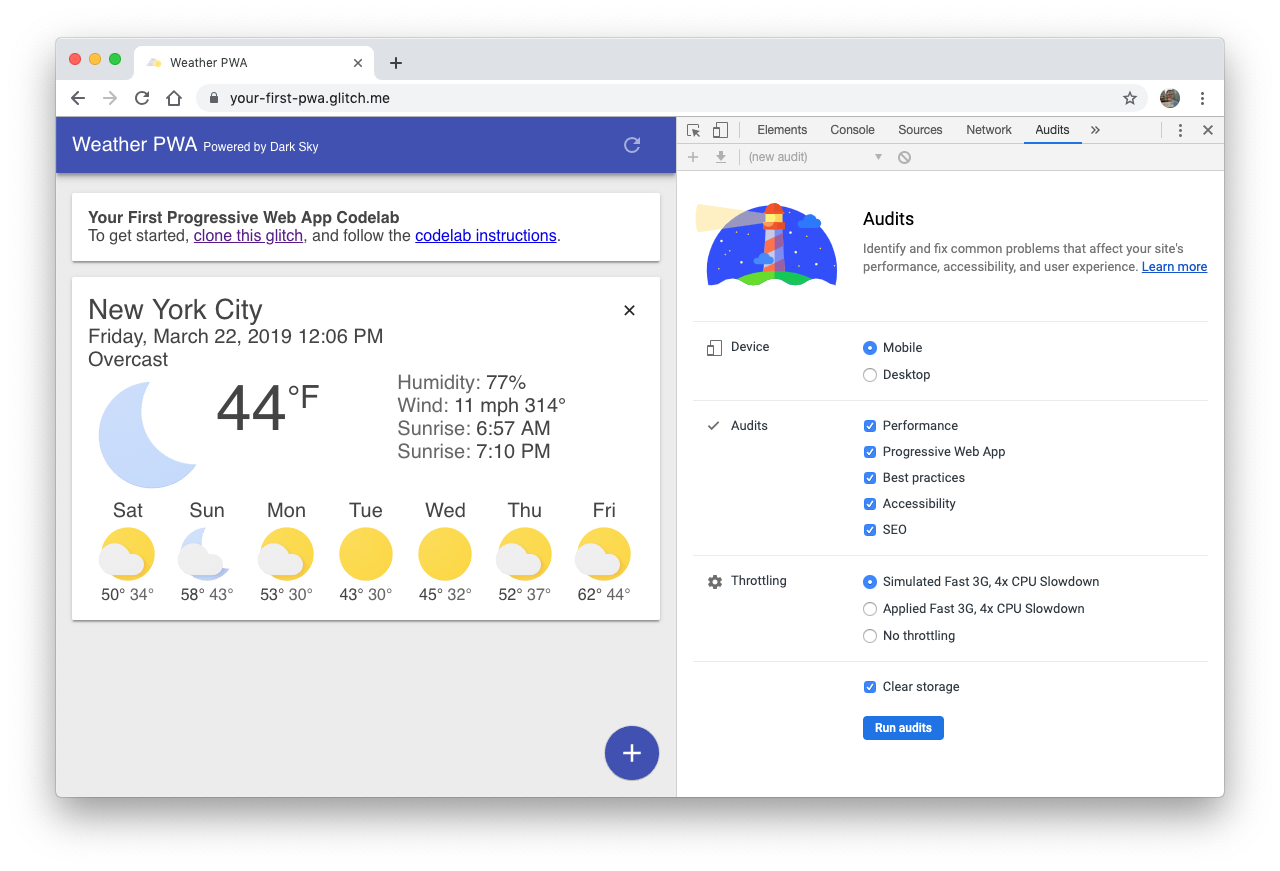 Weather PWA
your-first-pwa.glitch.me
Weather PWA Powered by Dark Sky
Your First Progressive Web App Codelab
To get started, clone this glitch, and follow the codelab instructions.
New York City
Friday, March 22, 2019 12:06 PM
Overcast
44°F
Humidity: 77%
Wind: 11 mph 314°
Sunrise: 6:57 AM
Sunrise: 7:10 PM
Sat Sun Mon Tue Wed Thu Fri
50° 34° 58° 43° 53° 30° 43° 30° 45° 32° 52° 37° 62° 44°
Elements Console Sources Network Audits
(new audit)
Audits
Identify and fix common problems that affect your site's
performance, accessibility, and user experience. Learn more
Device
Mobile
Desktop
Audits
Performance
Progressive Web App
Best practices
Accessibility
SEO
Throttling
Simulated Fast 3G, 4x CPU Slowdown
Applied Fast 3G, 4x CPU Slowdown
No throttling
Clear storage
Run audits